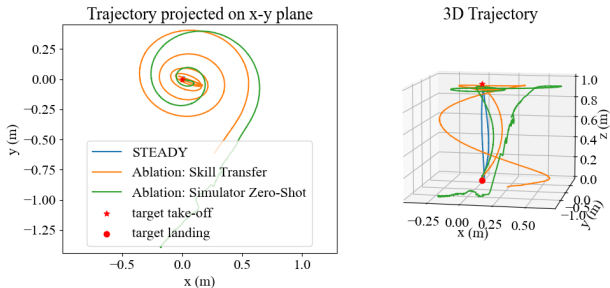 Trajectory projected on x-y plane
0.25
0.00
−0.25
−0.50
−0.75
−1.00
−1.25
y (m)
STEADY
Ablation: Skill Transfer
Ablation: Simulator Zero-Shot
target take-off
target landing
−0.5
0.0
0.5
1.0
x (m)
3D Trajectory
1.0
0.8
0.6
0.4
0.2
0.0
z (m)
0.0
−0.5
−1.0
y (m)
−0.25
0.00
0.25
0.50
x (m)